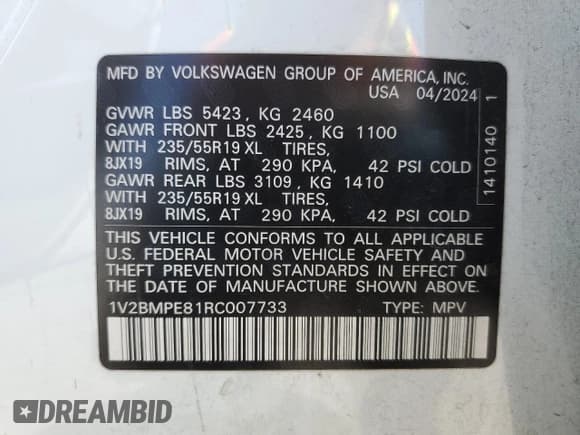 MFD BY VOLKSWAGEN GROUP OF AMERICA, INC.
USA 04/2024
GVWR LBS 5423, KG 2460
GAWR FRONT LBS 2425, KG 1100
WITH 235/55R19 XL TIRES,
8JX19 RIMS, AT 290 KPA, 42 PSI COLD
GAWR REAR LBS 3109, KG 1410
WITH 235/55R19 XL TIRES,
8JX19 RIMS, AT 290 KPA, 42 PSI COLD
THIS VEHICLE CONFORMS TO ALL APPLICABLE
U.S. FEDERAL MOTOR VEHICLE SAFETY AND
THEFT PREVENTION STANDARDS IN EFFECT ON
THE DATE OF MANUFACTURE SHOWN ABOVE.
1V2BMPE81RC007733 TYPE: MPV
1410140 1
DREAMBID